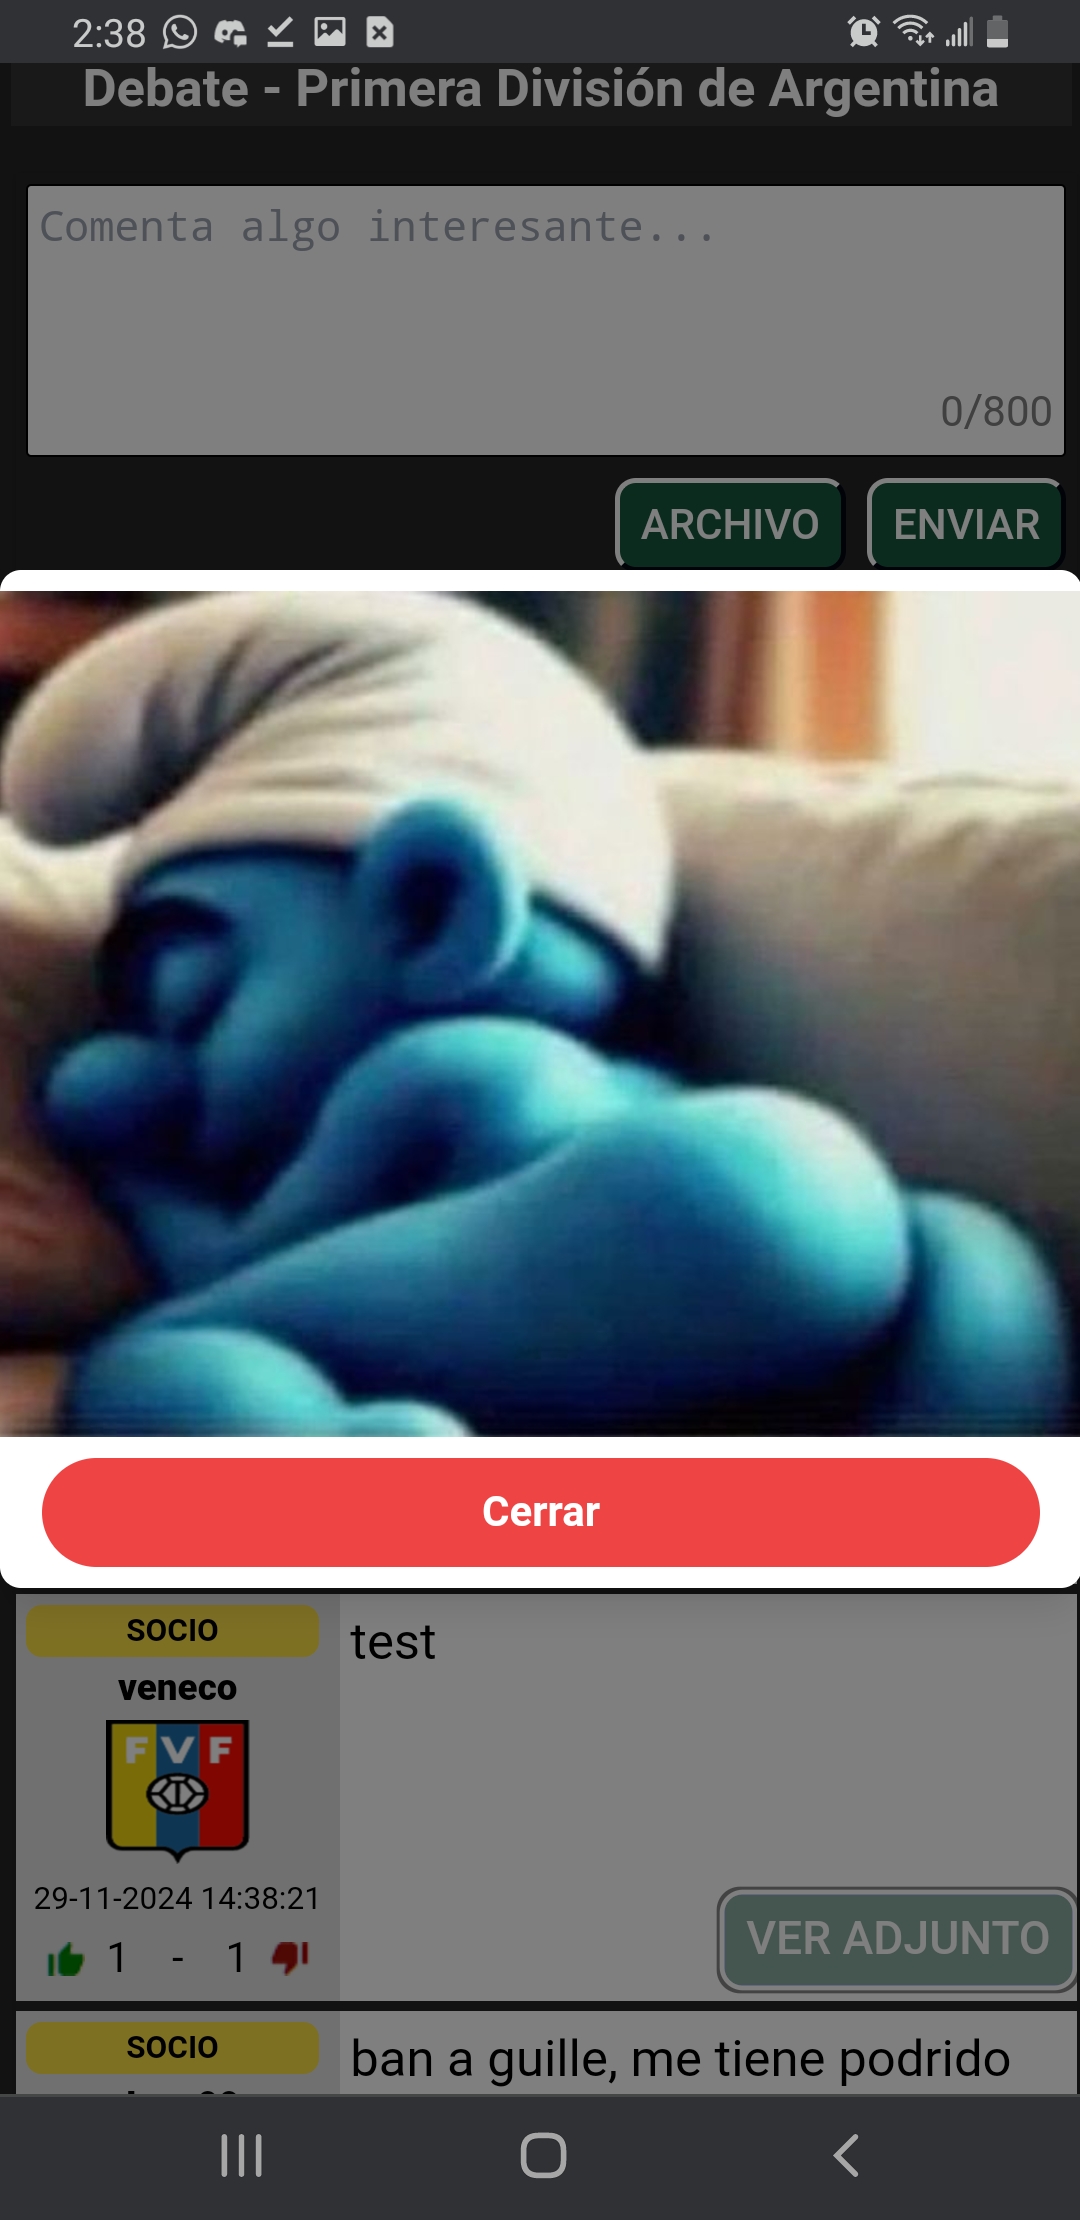 2:38
Debate - Primera División de Argentina
Comenta algo interesante...
0/800
ARCHIVO ENVIAR
Cerrar
SOCIO
test
veneco
FVF
29-11-2024 14:38:21
1 - 1
VER ADJUNTO
SOCIO
ban a guille, me tiene podrido